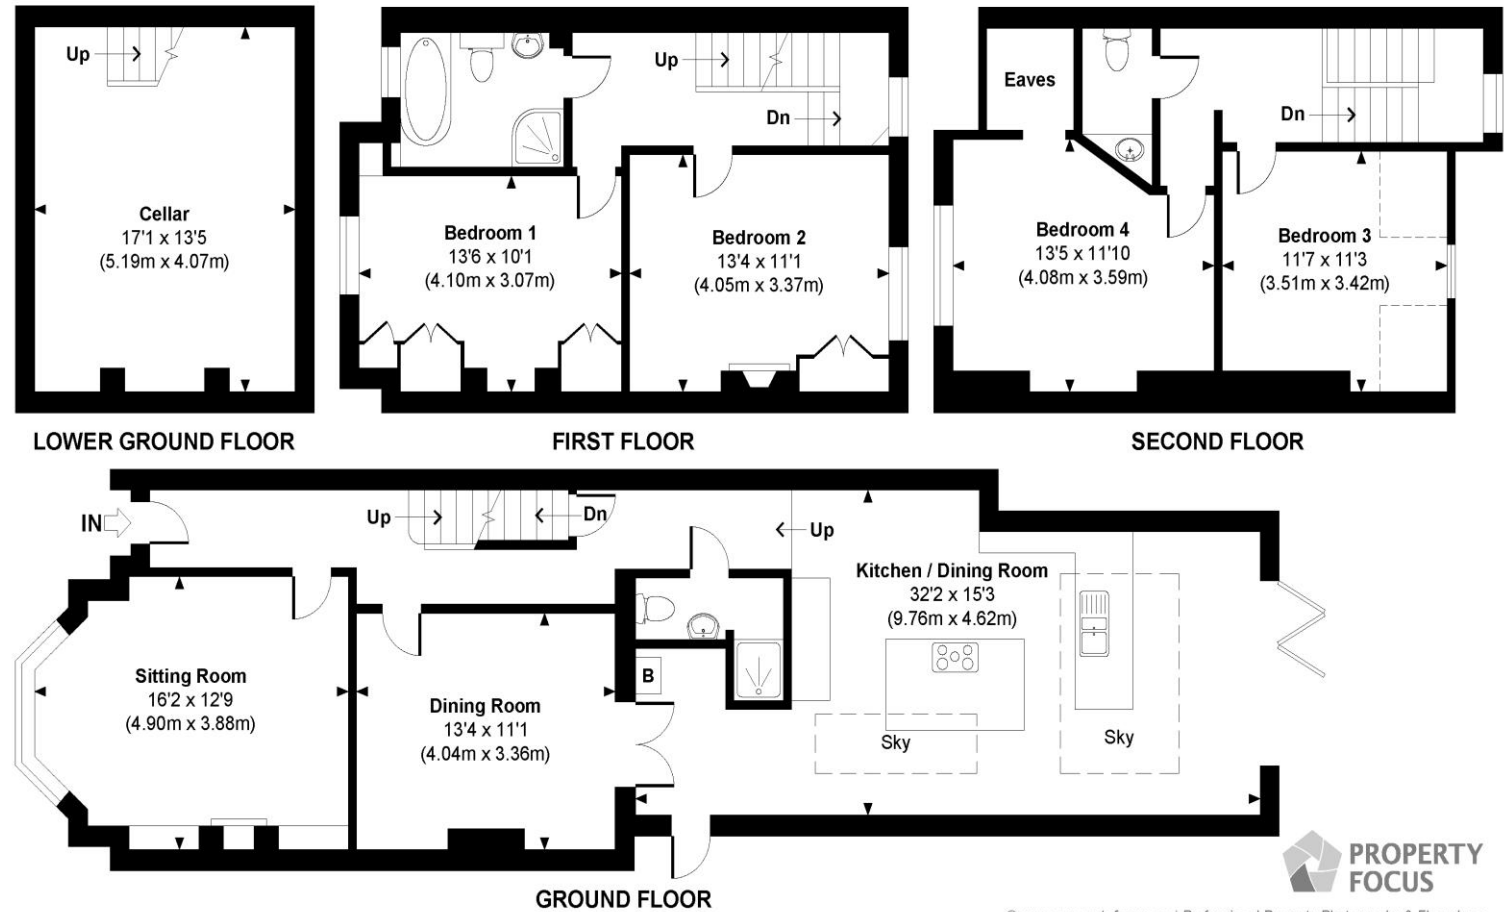 Up
Cellar
17'1 x 13'5
(5.19m x 4.07m)
LOWER GROUND FLOOR
Up
Dn
Bedroom 1
13'6 x 10'1
(4.10m x 3.07m)
Bedroom 2
13'4 x 11'1
(4.05m x 3.37m)
FIRST FLOOR
Eaves
Dn
Bedroom 4
13'5 x 11'10
(4.08m x 3.59m)
Bedroom 3
11'7 x 11'3
(3.51m x 3.42m)
SECOND FLOOR
IN
Up
Dn
Up
Kitchen / Dining Room
32'2 x 15'3
(9.76m x 4.62m)
Sitting Room
16'2 x 12'9
(4.90m x 3.88m)
Dining Room
13'4 x 11'1
(4.04m x 3.36m)
B
Sky
Sky
GROUND FLOOR
PROPERTY
FOCUS